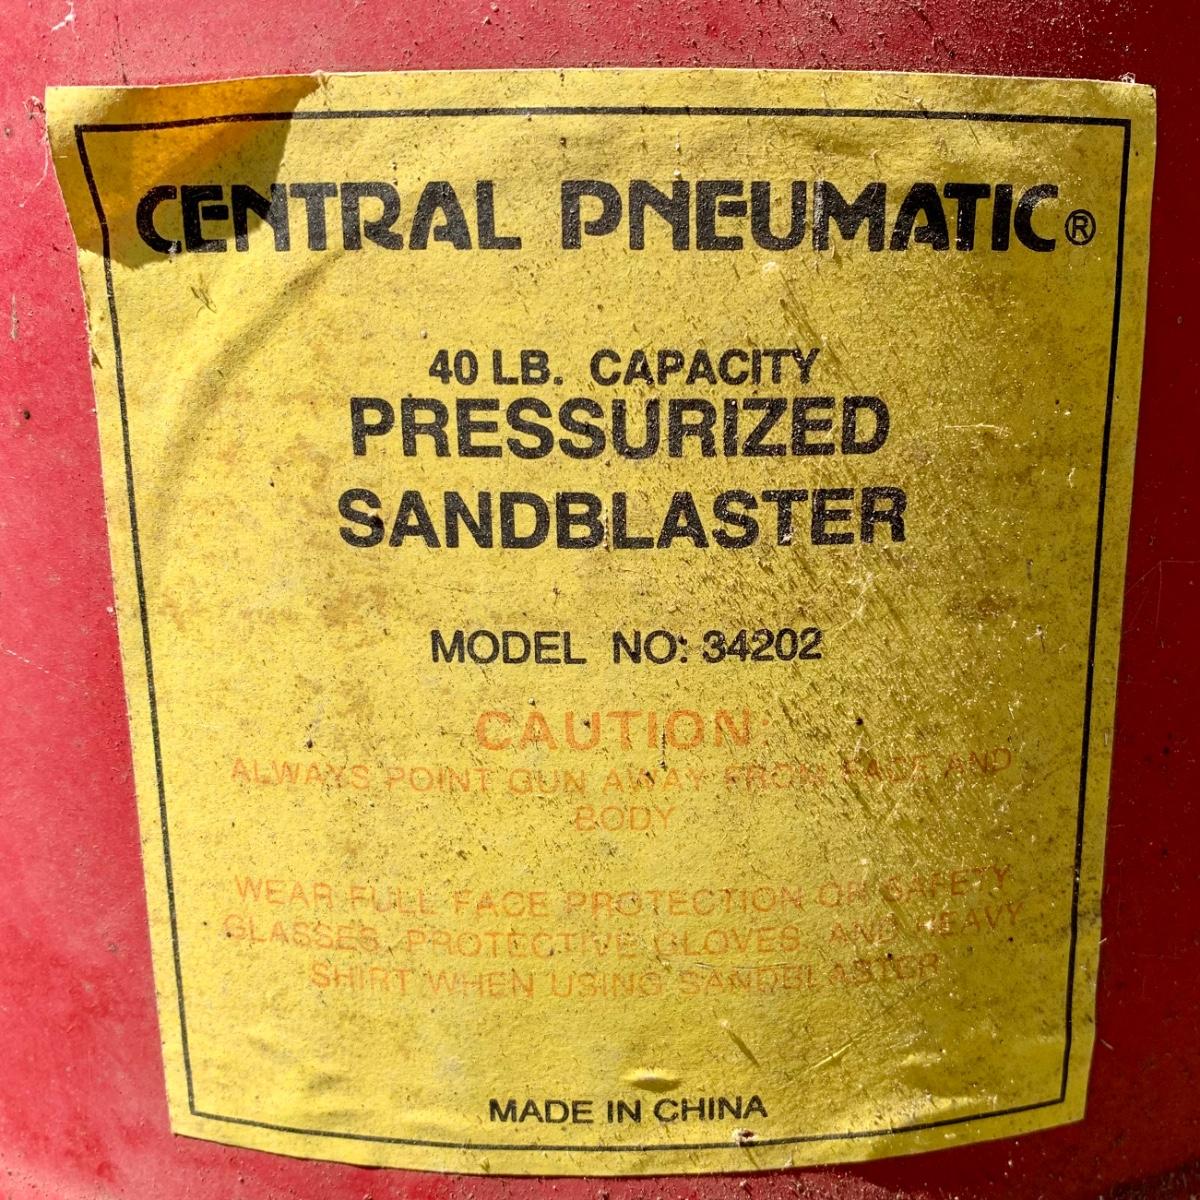 CENTRAL PNEUMATIC®
40 LB. CAPACITY
PRESSURIZED
SANDBLASTER
MODEL NO: 34202
CAUTION:
ALWAYS POINT GUN AWAY FROM FACE AND
BODY
WEAR FULL FACE PROTECTION OR SAFETY
GLASSES, PROTECTIVE GLOVES, AND HEAVY
SHIRT WHEN USING SANDBLASTER
MADE IN CHINA